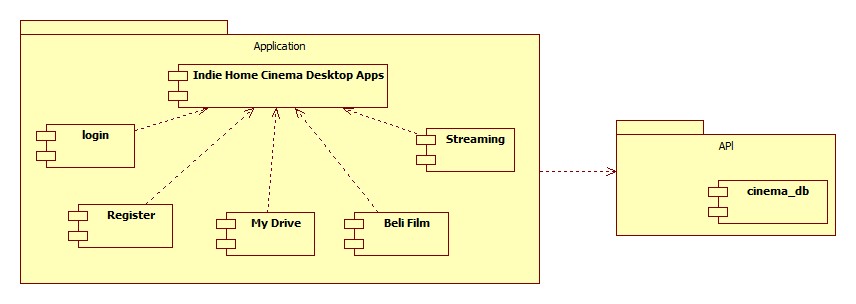 Application
Indie Home Cinema Desktop Apps
login
Streaming
Register
My Drive
Beli Film
API
cinema_db